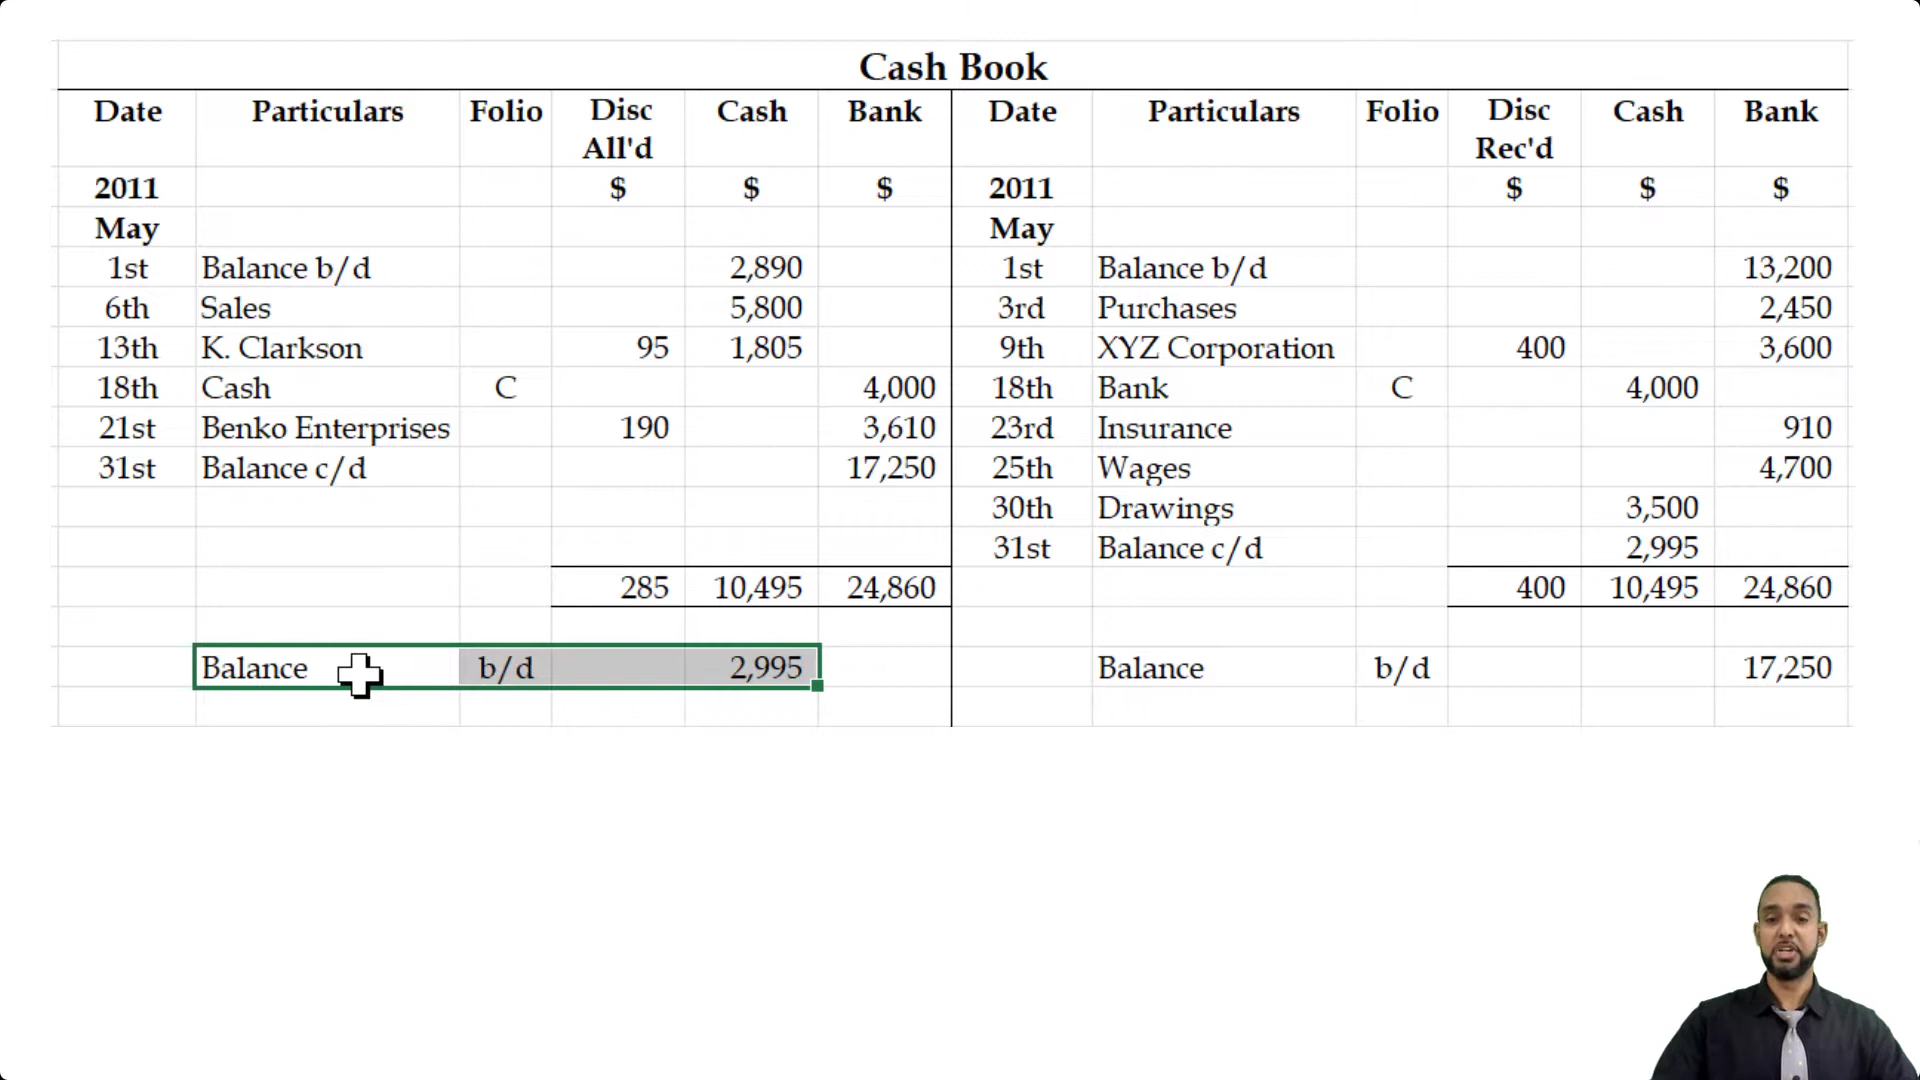 Cash Book
Date Particulars Folio Disc All'd Cash Bank Date Particulars Folio Disc Rec'd Cash Bank
2011 $ $ $ 2011 $ $ $
May May
1st Balance b/d 2,890 1st Balance b/d 13,200
6th Sales 5,800 3rd Purchases 2,450
13th K. Clarkson 95 1,805 9th XYZ Corporation 400 3,600
18th Cash C 4,000 18th Bank C 4,000
21st Benko Enterprises 190 3,610 23rd Insurance 910
31st Balance c/d 17,250 25th Wages 4,700
30th Drawings 3,500
31st Balance c/d 2,995
285 10,495 24,860 400 10,495 24,860
Balance b/d 2,995 Balance b/d 17,250